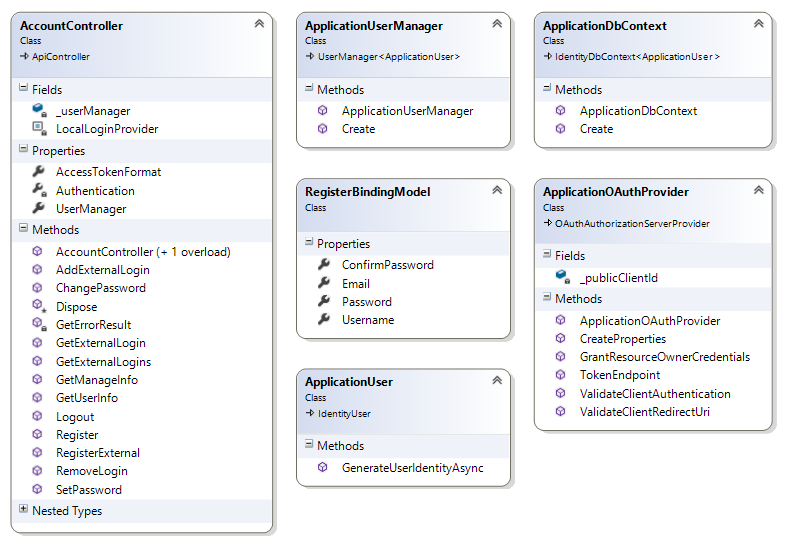 AccountController
Class
ApiController
Fields
_userManager
LocalLoginProvider
Properties
AccessTokenFormat
Authentication
UserManager
Methods
AccountController (+ 1 overload)
AddExternalLogin
ChangePassword
Dispose
GetErrorResult
GetExternalLogin
GetExternalLogins
GetManageInfo
GetUserInfo
Logout
Register
RegisterExternal
RemoveLogin
SetPassword
Nested Types
ApplicationUserManager
Class
UserManager<ApplicationUser>
Methods
ApplicationUserManager
Create
RegisterBindingModel
Class
Properties
ConfirmPassword
Email
Password
Username
ApplicationUser
Class
IdentityUser
Methods
GenerateUserIdentityAsync
ApplicationDbContext
Class
IdentityDbContext<ApplicationUser>
Methods
ApplicationDbContext
Create
ApplicationOAuthProvider
Class
OAuthAuthorizationServerProvider
Fields
_publicClientId
Methods
ApplicationOAuthProvider
CreateProperties
GrantResourceOwnerCredentials
TokenEndpoint
ValidateClientAuthentication
ValidateClientRedirectUri